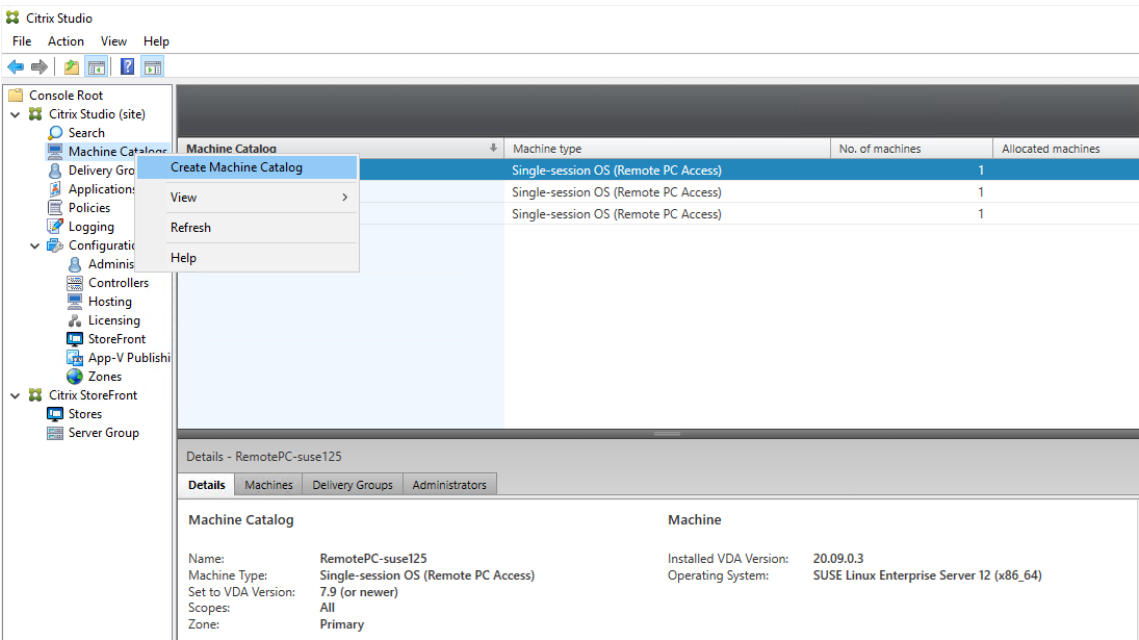 Citrix Studio
File Action View Help
Console Root
Citrix Studio (site)
Search
Machine Catalogs
Delivery Gro
Applications
Policies
Logging
Configuratio
Adminis
Controllers
Hosting
Licensing
StoreFront
App-V Publishi
Zones
Citrix StoreFront
Stores
Server Group
Create Machine Catalog
View
Refresh
Help
Machine Catalog Machine type No. of machines Allocated machines
Single-session OS (Remote PC Access) 1
Single-session OS (Remote PC Access) 1
Single-session OS (Remote PC Access) 1
Details - RemotePC-suse125
Details Machines Delivery Groups Administrators
Machine Catalog
Name: RemotePC-suse125
Machine Type: Single-session OS (Remote PC Access)
Set to VDA Version: 7.9 (or newer)
Scopes: All
Zone: Primary
Machine
Installed VDA Version: 20.09.0.3
Operating System: SUSE Linux Enterprise Server 12 (x86_64)